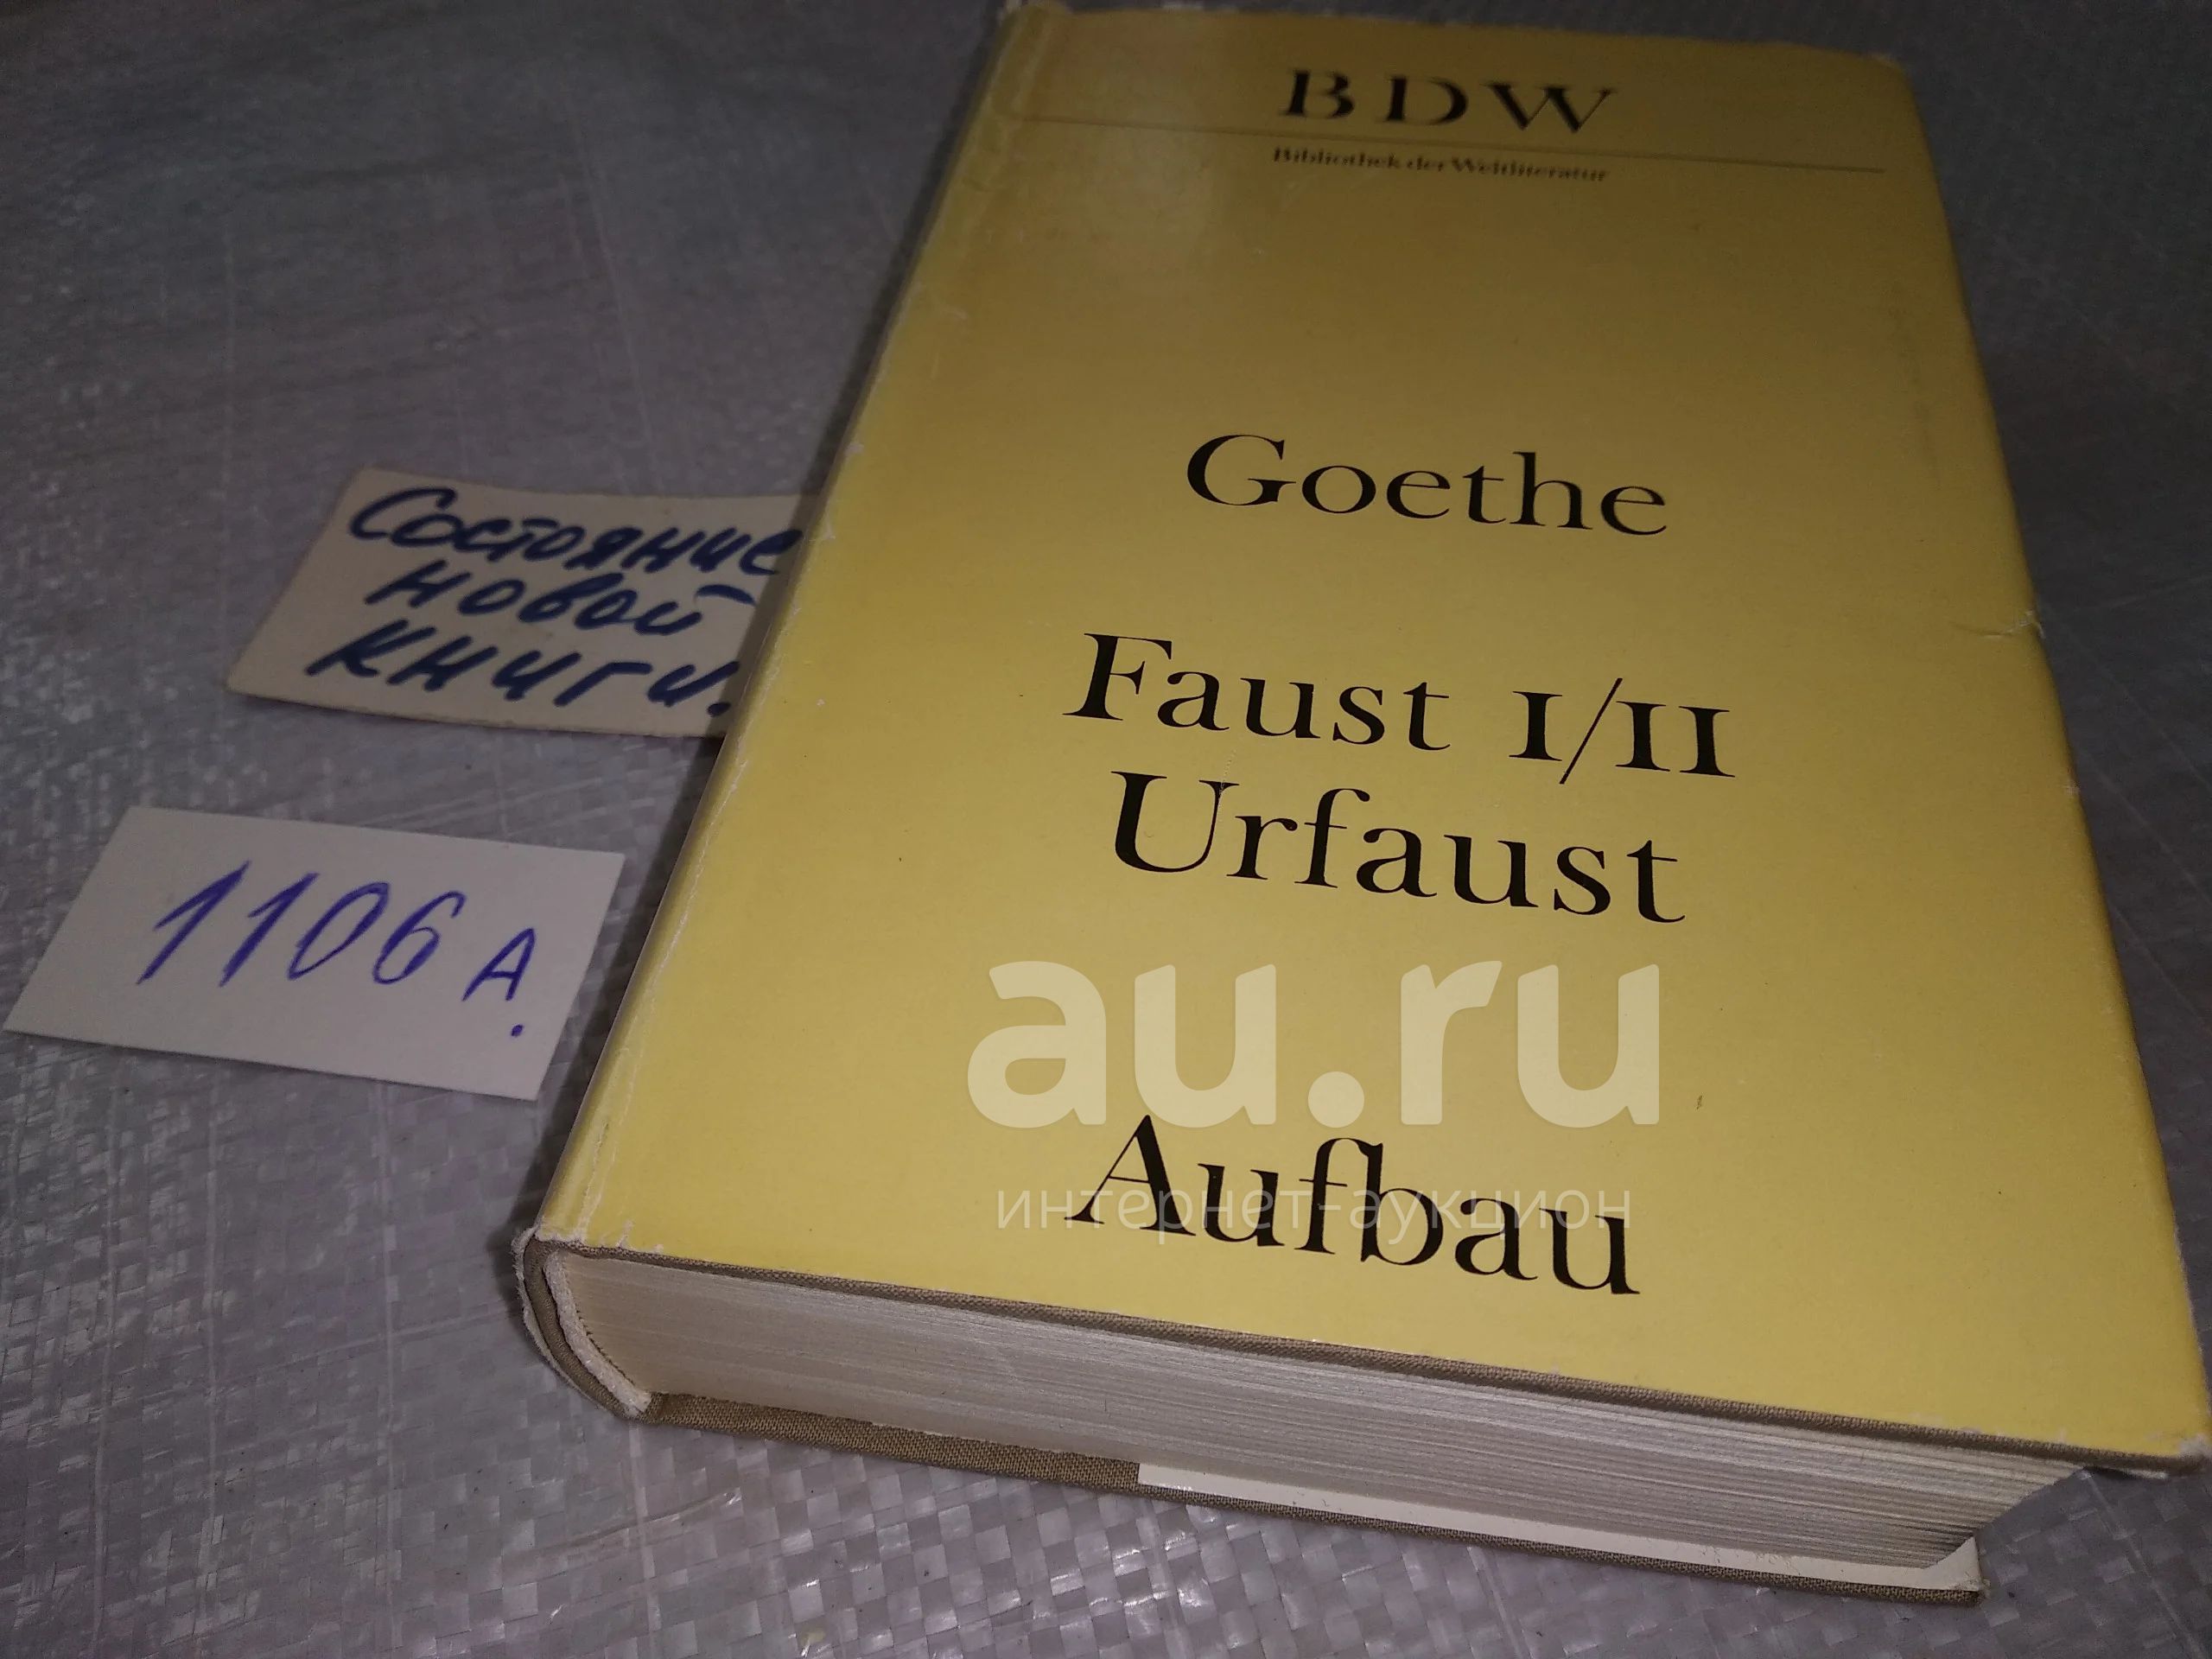 BDW
Bibliothek der Weltliteratur
Goethe
Faust I/II
Urfaust
Aufbau
Состояние
новой
книги.
1106 А.
au.ru
интернет-аукцион